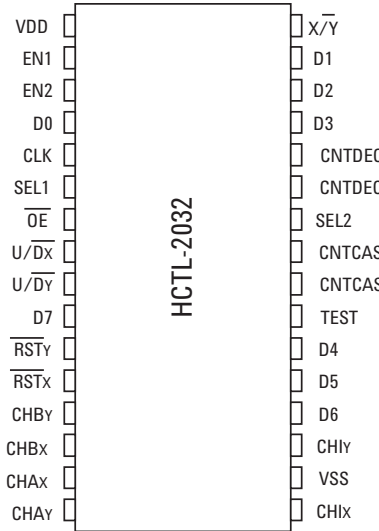 VDD
EN1
EN2
D0
CLK
SEL1
OE
U/DX
U/DY
D7
RSTY
RSTX
CHBY
CHBX
CHAX
CHAY
HCTL-2032
X/Y
D1
D2
D3
CNTDEC
CNTDEC
SEL2
CNTCAS
CNTCAS
TEST
D4
D5
D6
CHIY
VSS
CHIX